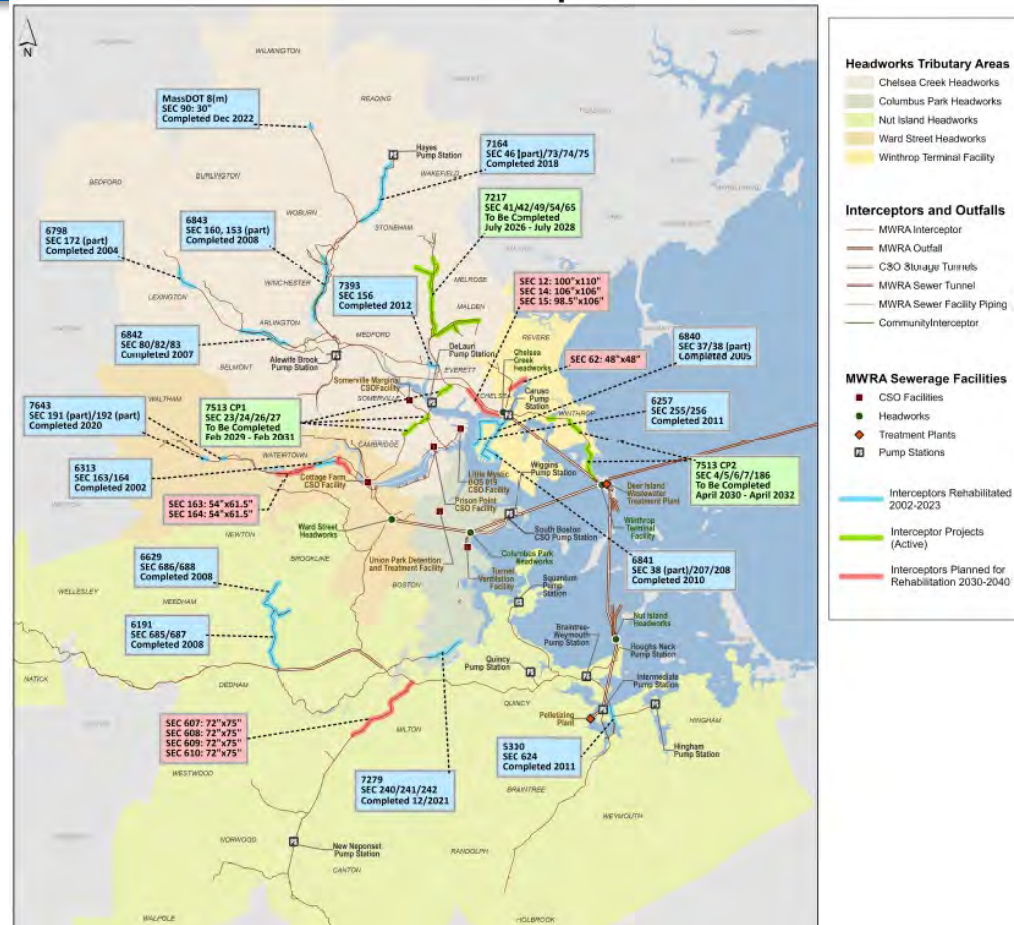 N
WILMINGTON
READING
MassDOT 8(m)
SEC 90: 30"
Completed Dec 2022
Hayes
Pump Station
WAKEFIELD
7164
SEC 46 (part)/73/74/75
Completed 2018
BEDFORD
BURLINGTON
WOBURN
STONEHAM
7217
SEC 41/42/49/54/65
To Be Completed
July 2026 - July 2028
6843
SEC 160, 153 (part)
Completed 2008
6798
SEC 172 (part)
Completed 2004
WINCHESTER
7393
SEC 156
Completed 2012
MELROSE
MALDEN
SEC 12: 100"x110"
SEC 14: 106"x106"
SEC 15: 98.5"x106"
LEXINGTON
ARLINGTON
MEDFORD
REVERE
6840
SEC 37/38 (part)
Completed 2005
6842
SEC 80/82/83
Completed 2007
BELMONT
Alewife Brook
Pump Station
DeLauri
Pump Station
EVERETT
Chelsea
Creek
Headworks
SEC 62: 48"x48"
Somerville Marginal
CSO Facility
SOMERVILLE
CHELSEA
Caruso
Pump
Station
WINTHROP
6257
SEC 255/256
Completed 2011
WALTHAM
7643
SEC 191 (part)/192 (part)
Completed 2020
7513 CP1
SEC 23/24/26/27
To Be Completed
Feb 2029 - Feb 2031
CAMBRIDGE
WATERTOWN
6313
SEC 163/164
Completed 2002
Cottage Farm
CSO Facility
Little Mystic
BOS 019
CSO Facility
Wiggins
Pump Station
7513 CP2
SEC 4/5/6/7/186
To Be Completed
April 2030 - April 2032
Prison Point
CSO Facility
Deer Island
Wastewater
Treatment Plant
SEC 163: 54"x61.5"
SEC 164: 54"x61.5"
NEWTON
Ward Street
Headworks
South Boston
CSO Pump Station
Winthrop
Terminal
Facility
BROOKLINE
Union Park Detention
and Treatment Facility
Columbus Park
Headworks
6629
SEC 686/688
Completed 2008
BOSTON
Tunnel
Ventilation
Facility
6841
SEC 38 (part)/207/208
Completed 2010
WELLESLEY
NEEDHAM
Squantum
Pump
Station
6191
SEC 685/687
Completed 2008
Braintree-
Weymouth
Pump Station
Nut Island
Headworks
Houghs Neck
Pump Station
NATICK
DEDHAM
Quincy
Pump Station
Intermediate
Pump Station
QUINCY
SEC 607: 72"x75"
SEC 608: 72"x75"
SEC 609: 72"x75"
SEC 610: 72"x75"
MILTON
Pelletizing
Plant
HINGHAM
Hingham
Pump Station
WESTWOOD
7279
SEC 240/241/242
Completed 12/2021
SEC 624
Completed 2011
BRAINTREE
WEYMOUTH
NORWOOD
New Neponset
Pump Station
CANTON
RANDOLPH
WALPOLE
HOLBROOK
Headworks Tributary Areas
Chelsea Creek Headworks
Columbus Park Headworks
Nut Island Headworks
Ward Street Headworks
Winthrop Terminal Facility
Interceptors and Outfalls
MWRA Interceptor
MWRA Outfall
CSO Storage Tunnels
MWRA Sewer Tunnel
MWRA Sewer Facility Piping
CommunityInterceptor
MWRA Sewerage Facilities
CSO Facilities
Headworks
Treatment Plants
Pump Stations
Interceptors Rehabilitated
2002-2023
Interceptor Projects
(Active)
Interceptors Planned for
Rehabilitation 2030-2040